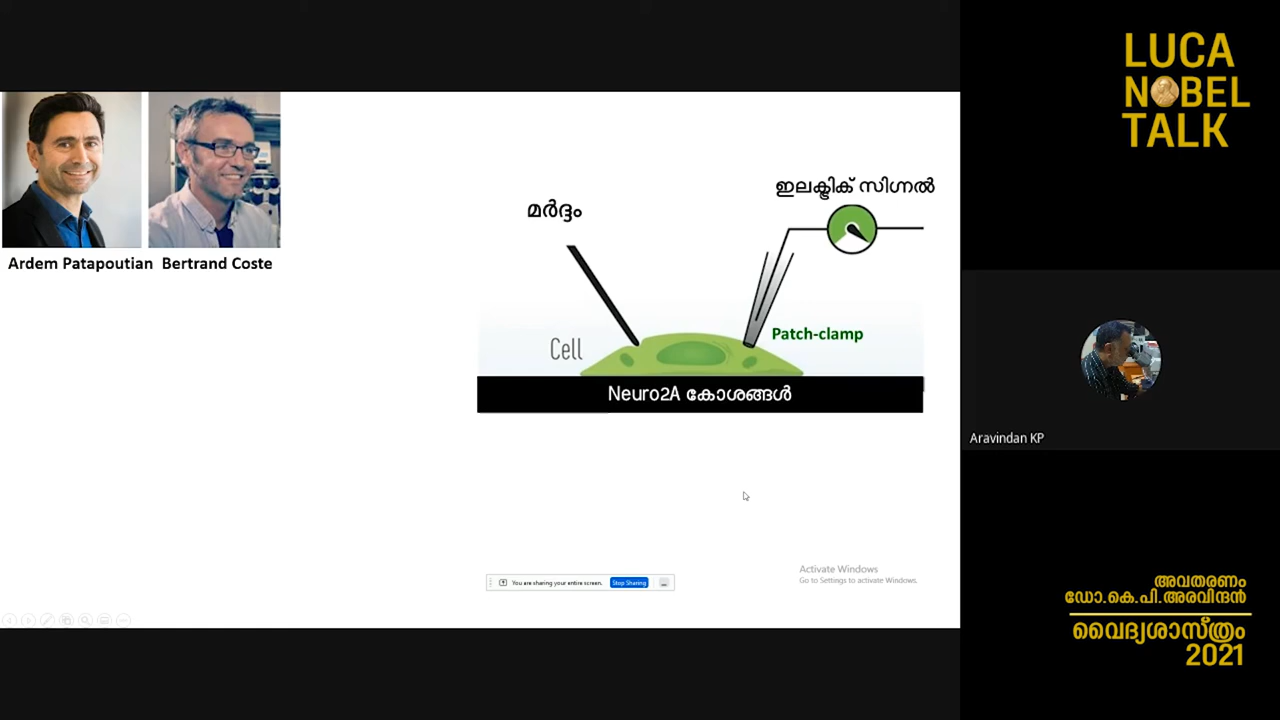 LUCA
NOBEL
TALK
Ardem Patapoutian
Bertrand Coste
മർദ്ദം
ഇലക്ട്രിക് സിഗ്നൽ
Cell
Patch-clamp
Neuro2A കോശങ്ങൾ
Aravindan KP
You are sharing your entire screen.
Stop Sharing
Activate Windows
Go to Settings to activate Windows.
അവതരണം
ഡോ.കെ.പി.അരവിന്ദൻ
വൈദ്യശാസ്ത്രം
2021